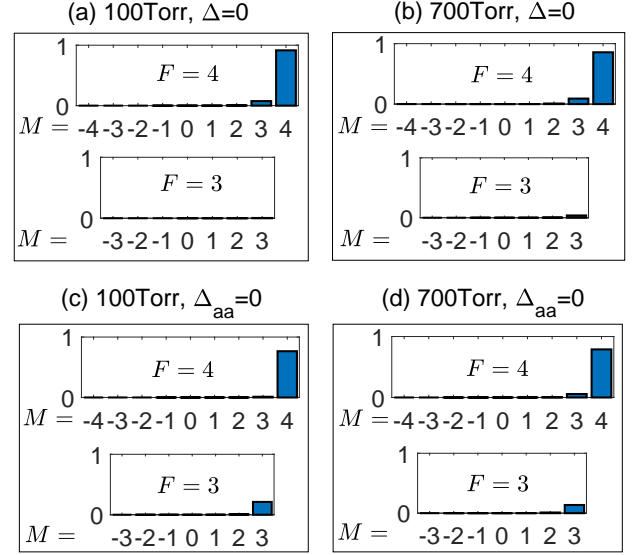 (a) 100Torr, Δ=0
1
F = 4
0
M = -4 -3 -2 -1 0 1 2 3 4
1
F = 3
0
M = -3 -2 -1 0 1 2 3
(b) 700Torr, Δ=0
1
F = 4
0
M = -4 -3 -2 -1 0 1 2 3 4
1
F = 3
0
M = -3 -2 -1 0 1 2 3
(c) 100Torr, Δaa=0
1
F = 4
0
M = -4 -3 -2 -1 0 1 2 3 4
1
F = 3
0
M = -3 -2 -1 0 1 2 3
(d) 700Torr, Δaa=0
1
F = 4
0
M = -4 -3 -2 -1 0 1 2 3 4
1
F = 3
0
M = -3 -2 -1 0 1 2 3